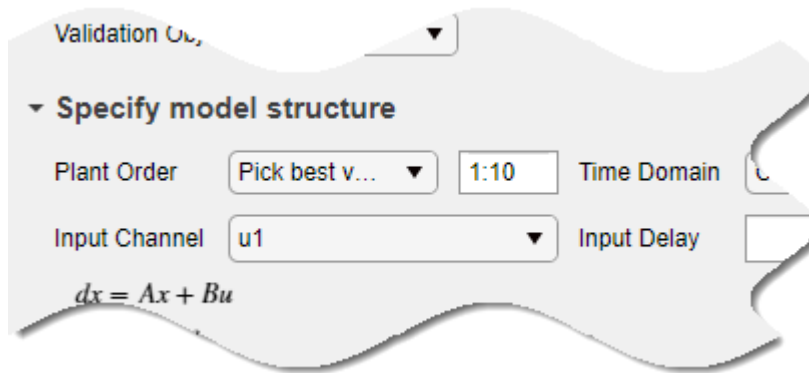 Validation
Specify model structure
Plant Order Pick best v... 1:10 Time Domain
Input Channel u1 Input Delay
dx = Ax + Bu